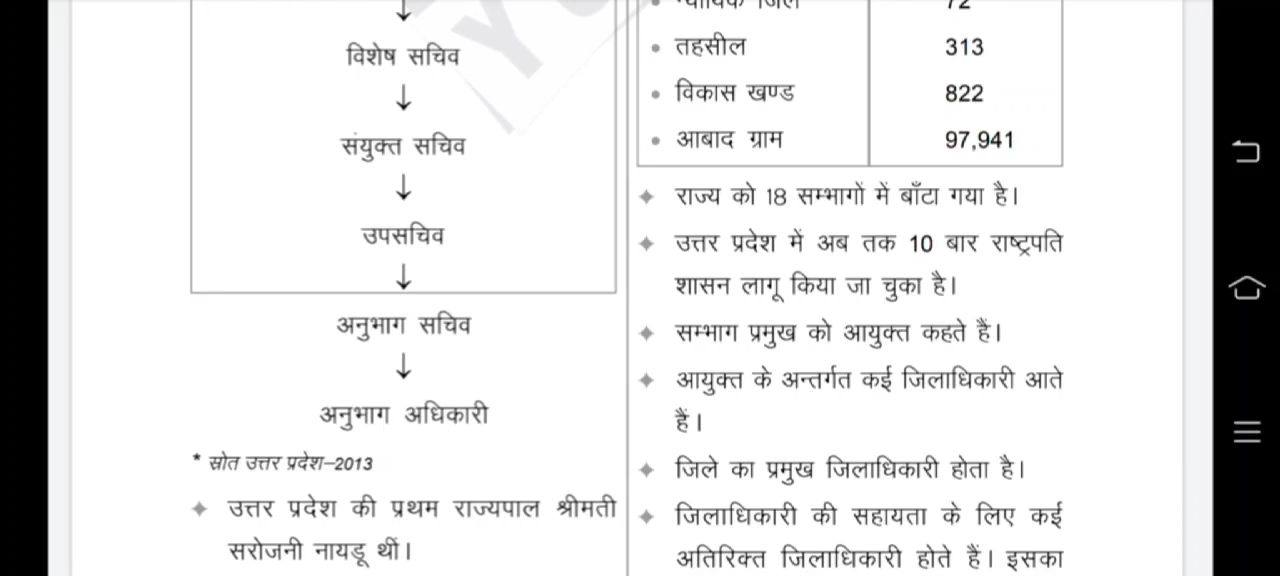 ↓
विशेष सचिव
↓
संयुक्त सचिव
↓
उपसचिव
↓
अनुभाग सचिव
↓
अनुभाग अधिकारी
* स्रोत उत्तर प्रदेश–2013
✦ उत्तर प्रदेश की प्रथम राज्यपाल श्रीमती
सरोजनी नायडू थीं।
• न्यायिक जिले 72
• तहसील 313
• विकास खण्ड 822
• आबाद ग्राम 97,941
✦ राज्य को 18 सम्भागों में बाँटा गया है।
✦ उत्तर प्रदेश में अब तक 10 बार राष्ट्रपति
शासन लागू किया जा चुका है।
✦ सम्भाग प्रमुख को आयुक्त कहते हैं।
✦ आयुक्त के अन्तर्गत कई जिलाधिकारी आते
हैं।
✦ जिले का प्रमुख जिलाधिकारी होता है।
✦ जिलाधिकारी की सहायता के लिए कई
अतिरिक्त जिलाधिकारी होते हैं। इसका